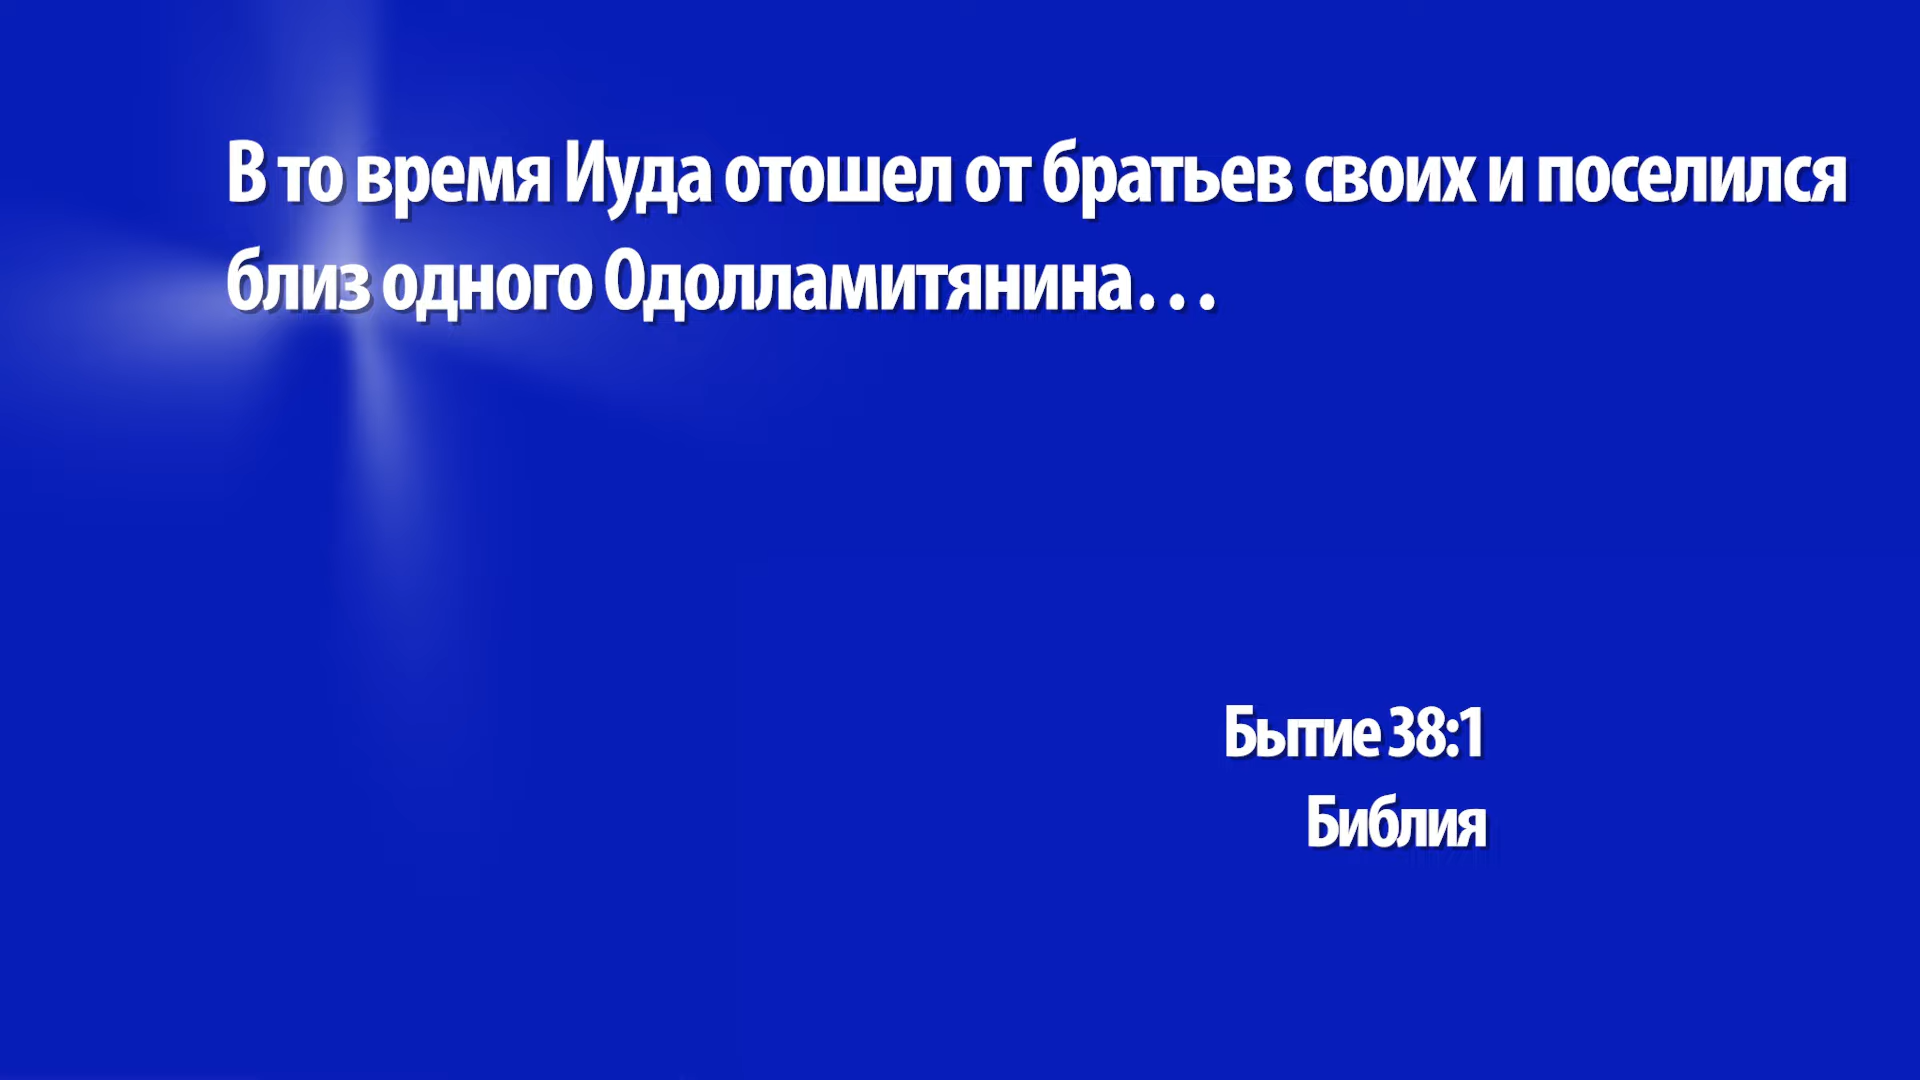 В то время Иуда отошел от братьев своих и поселился
близ одного Одолламитянина…
Бытие 38:1
Библия